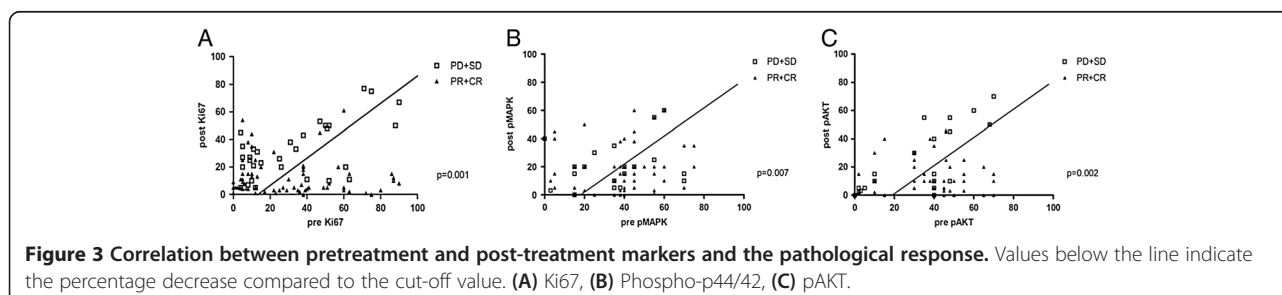 A
B
C
100
80
60
40
20
0
post Ki67
0 20 40 60 80 100
pre Ki67
PD+SD
PR+CR
p=0.001
100
80
60
40
20
0
post pMAPK
0 20 40 60 80 100
pre pMAPK
PD+SD
PR+CR
p=0.007
100
80
60
40
20
0
post pAKT
0 20 40 60 80 100
pre pAKT
PD+SD
PR+CR
p=0.002
Figure 3 Correlation between pretreatment and post-treatment markers and the pathological response. Values below the line indicate
the percentage decrease compared to the cut-off value. (A) Ki67, (B) Phospho-p44/42, (C) pAKT.